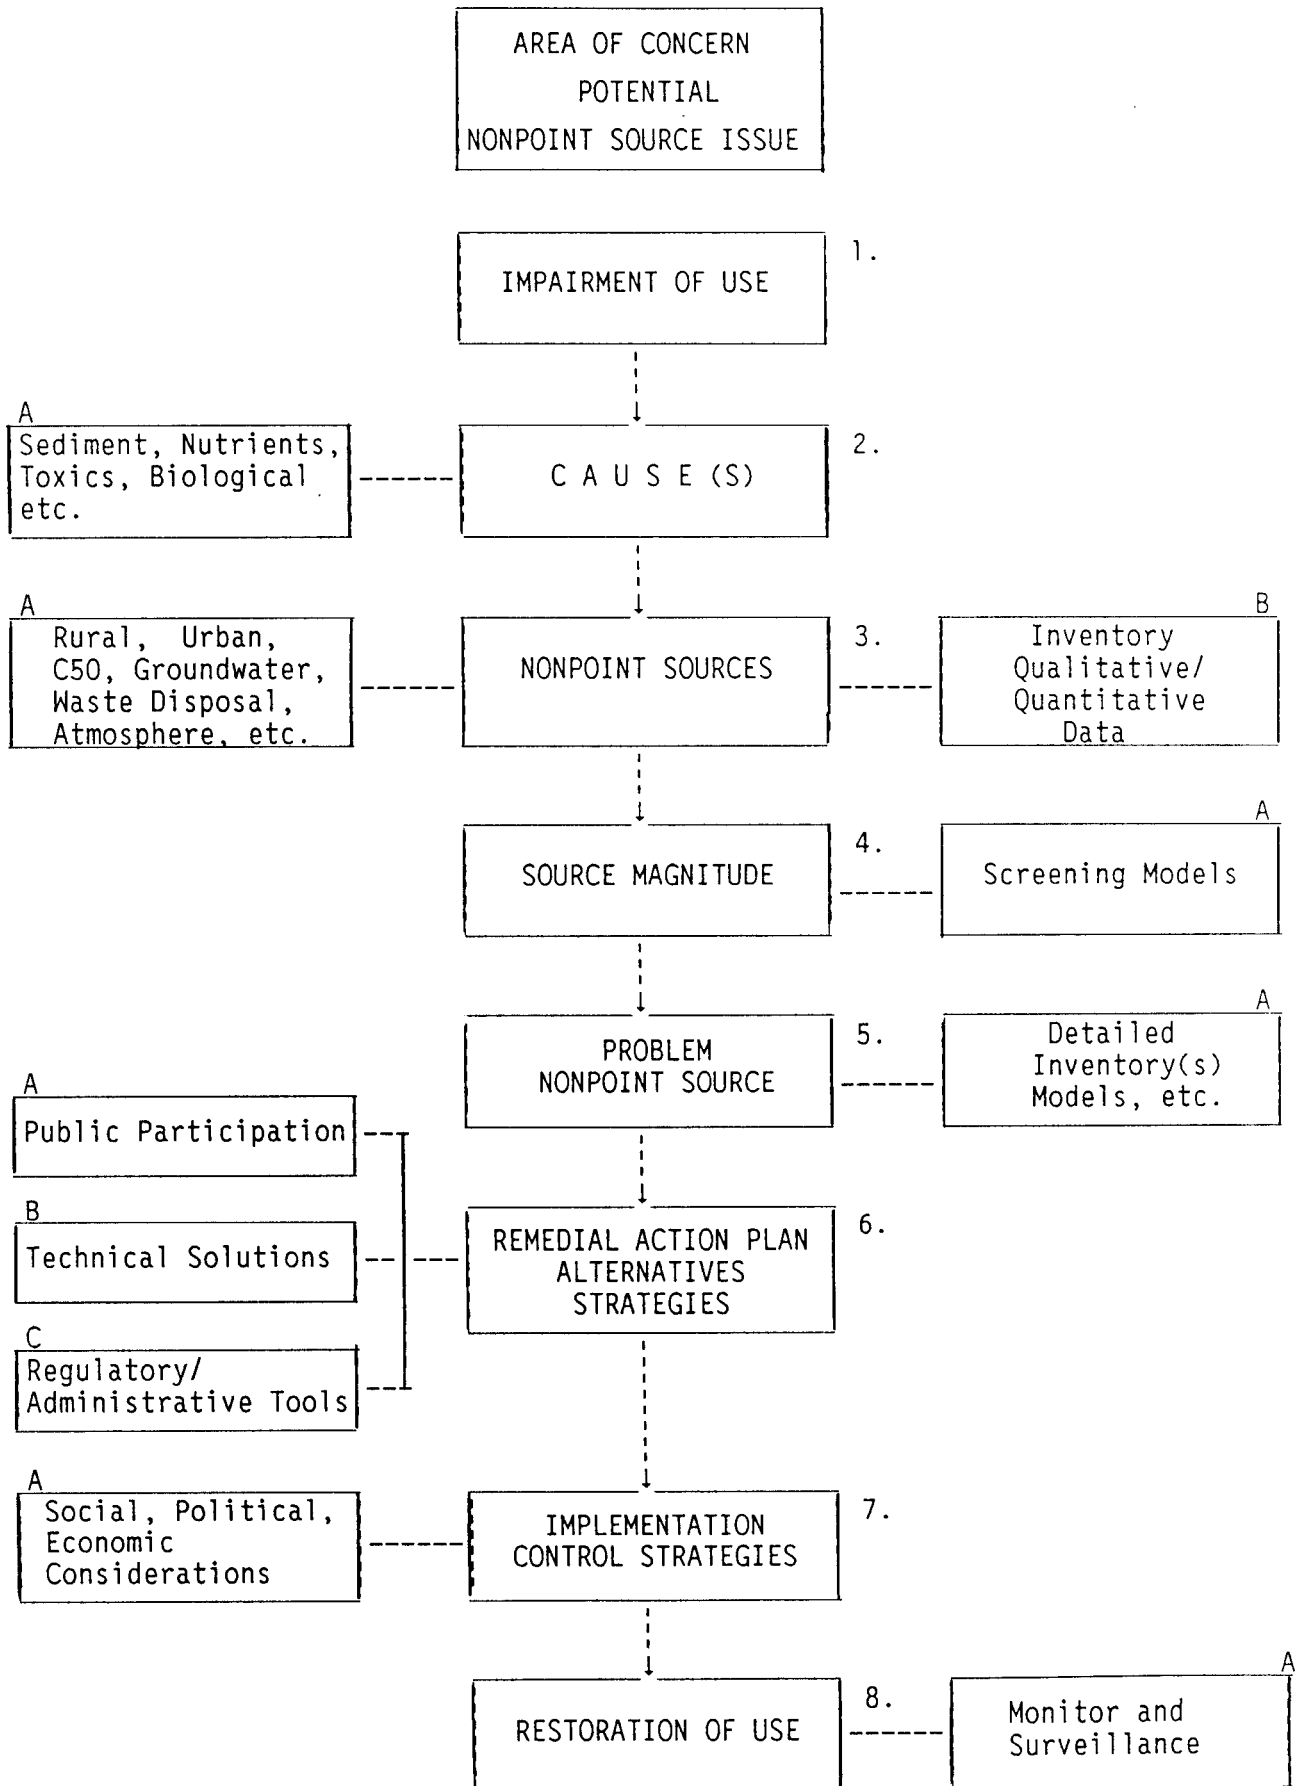 AREA OF CONCERN
POTENTIAL
NONPOINT SOURCE ISSUE
1.
IMPAIRMENT OF USE
A
Sediment, Nutrients,
Toxics, Biological
etc.
C A U S E (S)
2.
A
Rural, Urban,
C50, Groundwater,
Waste Disposal,
Atmosphere, etc.
NONPOINT SOURCES
3.
B
Inventory
Qualitative/
Quantitative
Data
SOURCE MAGNITUDE
4.
A
Screening Models
PROBLEM
NONPOINT SOURCE
5.
A
Detailed
Inventory(s)
Models, etc.
A
Public Participation
B
Technical Solutions
C
Regulatory/
Administrative Tools
REMEDIAL ACTION PLAN
ALTERNATIVES
STRATEGIES
6.
A
Social, Political,
Economic
Considerations
IMPLEMENTATION
CONTROL STRATEGIES
7.
RESTORATION OF USE
8.
A
Monitor and
Surveillance